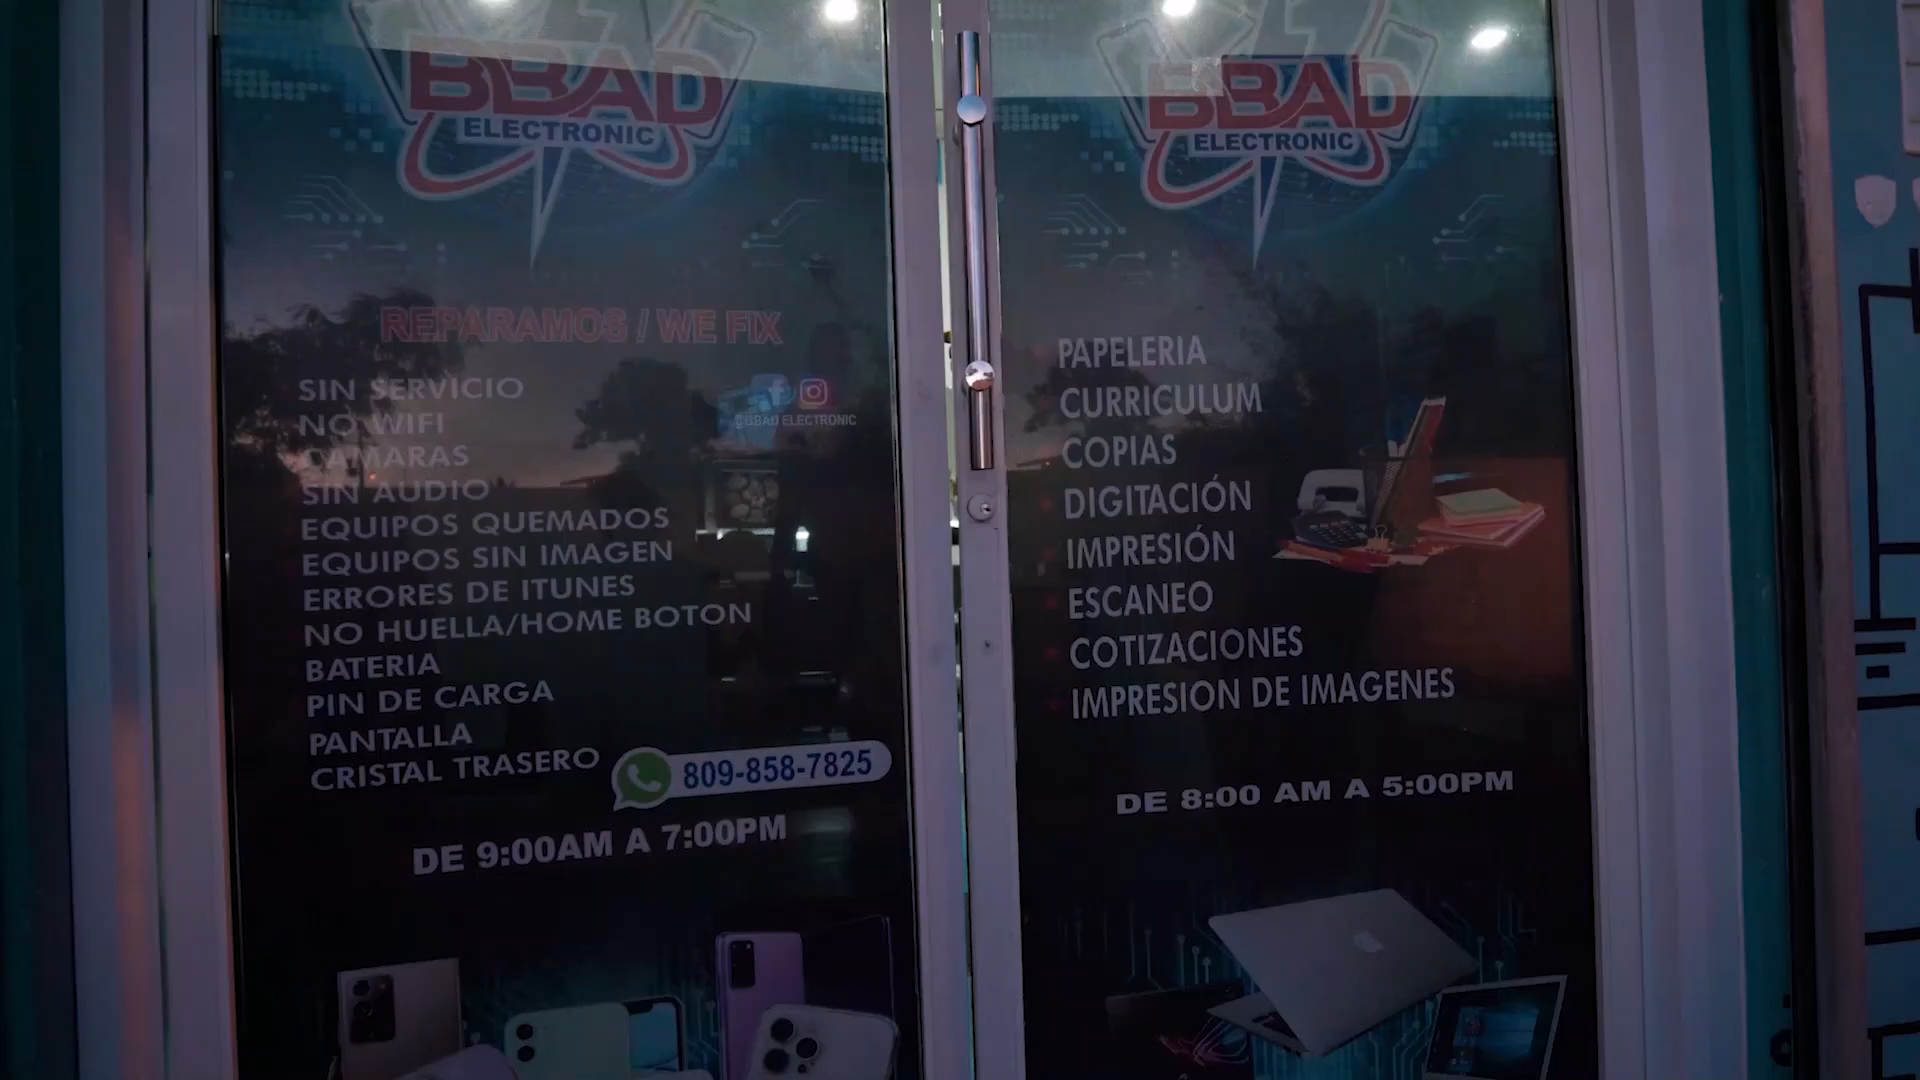 BBAD
ELECTRONIC
REPARAMOS / WE FIX
SIN SERVICIO
NO WIFI
CAMARAS
SIN AUDIO
EQUIPOS QUEMADOS
EQUIPOS SIN IMAGEN
ERRORES DE ITUNES
NO HUELLA/HOME BOTON
BATERIA
PIN DE CARGA
PANTALLA
CRISTAL TRASERO
@BBAD ELECTRONIC
809-858-7825
DE 9:00AM A 7:00PM
BBAD
ELECTRONIC
PAPELERIA
CURRICULUM
COPIAS
DIGITACIÓN
IMPRESIÓN
ESCANEO
COTIZACIONES
IMPRESION DE IMAGENES
DE 8:00 AM A 5:00PM